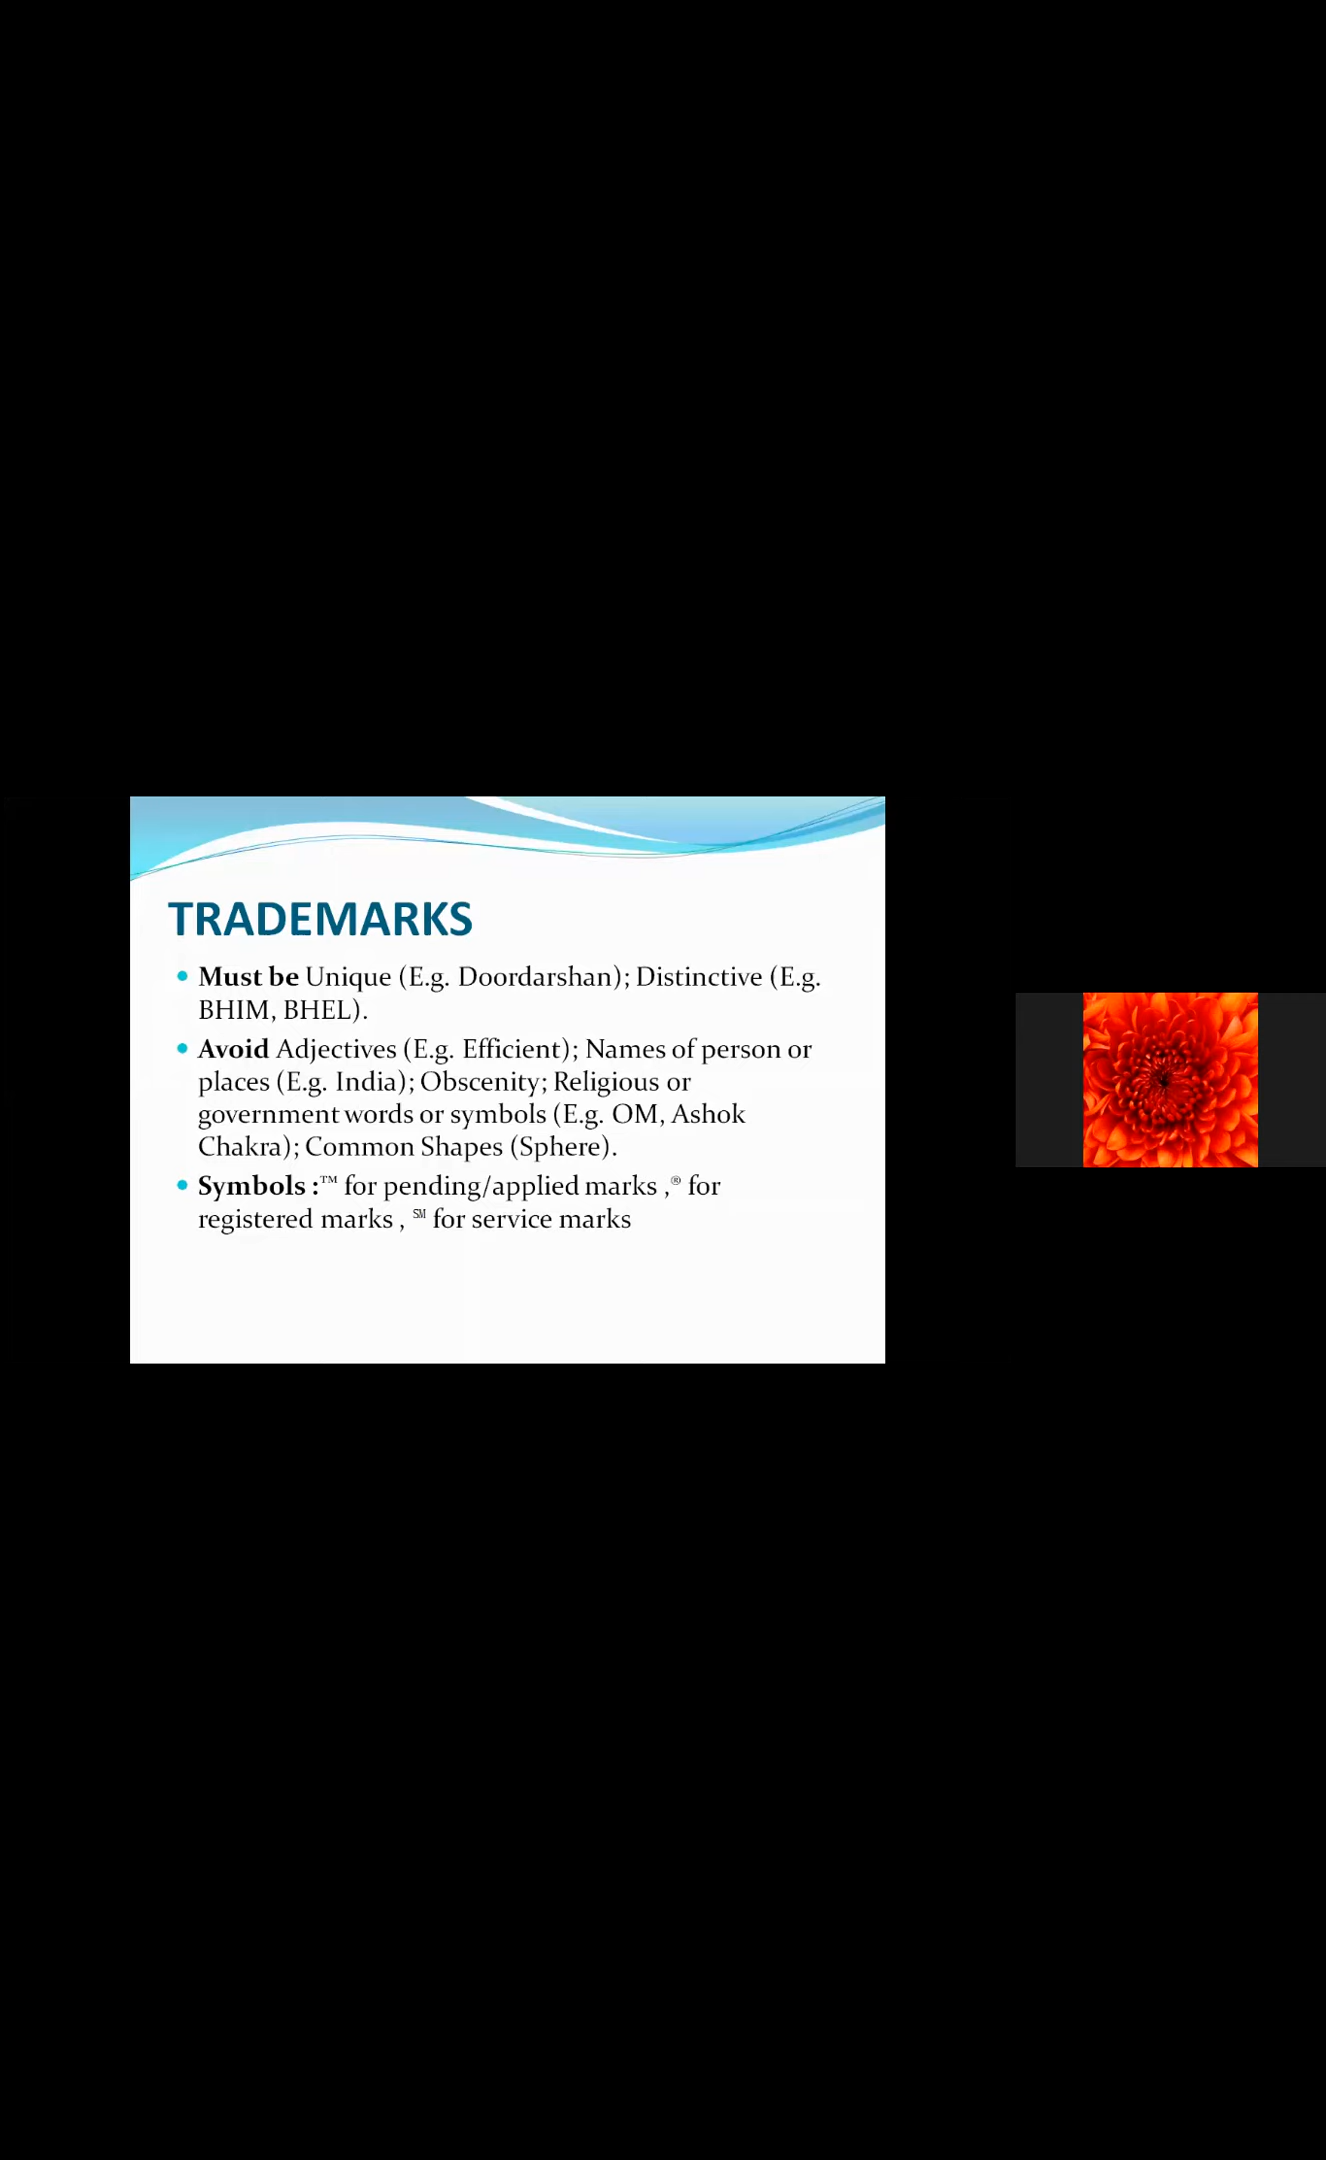 TRADEMARKS
• Must be Unique (E.g. Doordarshan); Distinctive (E.g.
BHIM, BHEL).
• Avoid Adjectives (E.g. Efficient); Names of person or
places (E.g. India); Obscenity; Religious or
government words or symbols (E.g. OM, Ashok
Chakra); Common Shapes (Sphere).
• Symbols :™ for pending/applied marks ,® for
registered marks , ℠ for service marks